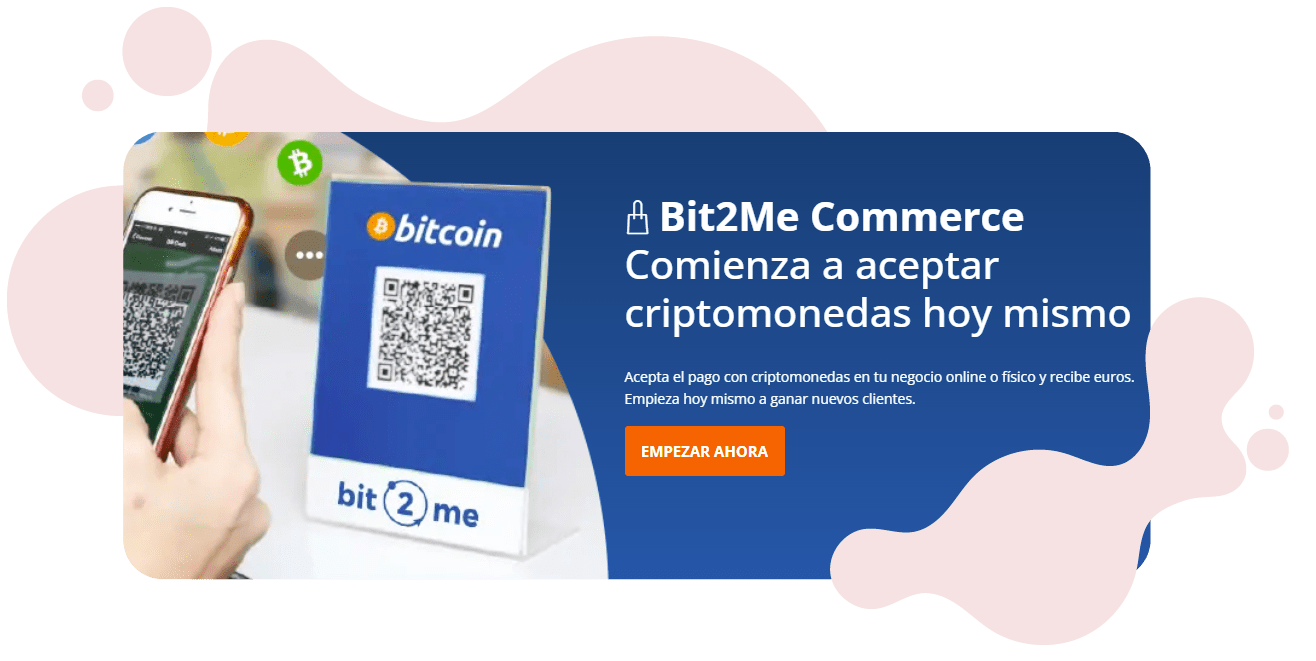 bitcoin
bit2me
Bit2Me Commerce
Comienza a aceptar
criptomonedas hoy mismo
Acepta el pago con criptomonedas en tu negocio online o físico y recibe euros.
Empieza hoy mismo a ganar nuevos clientes.
EMPEZAR AHORA